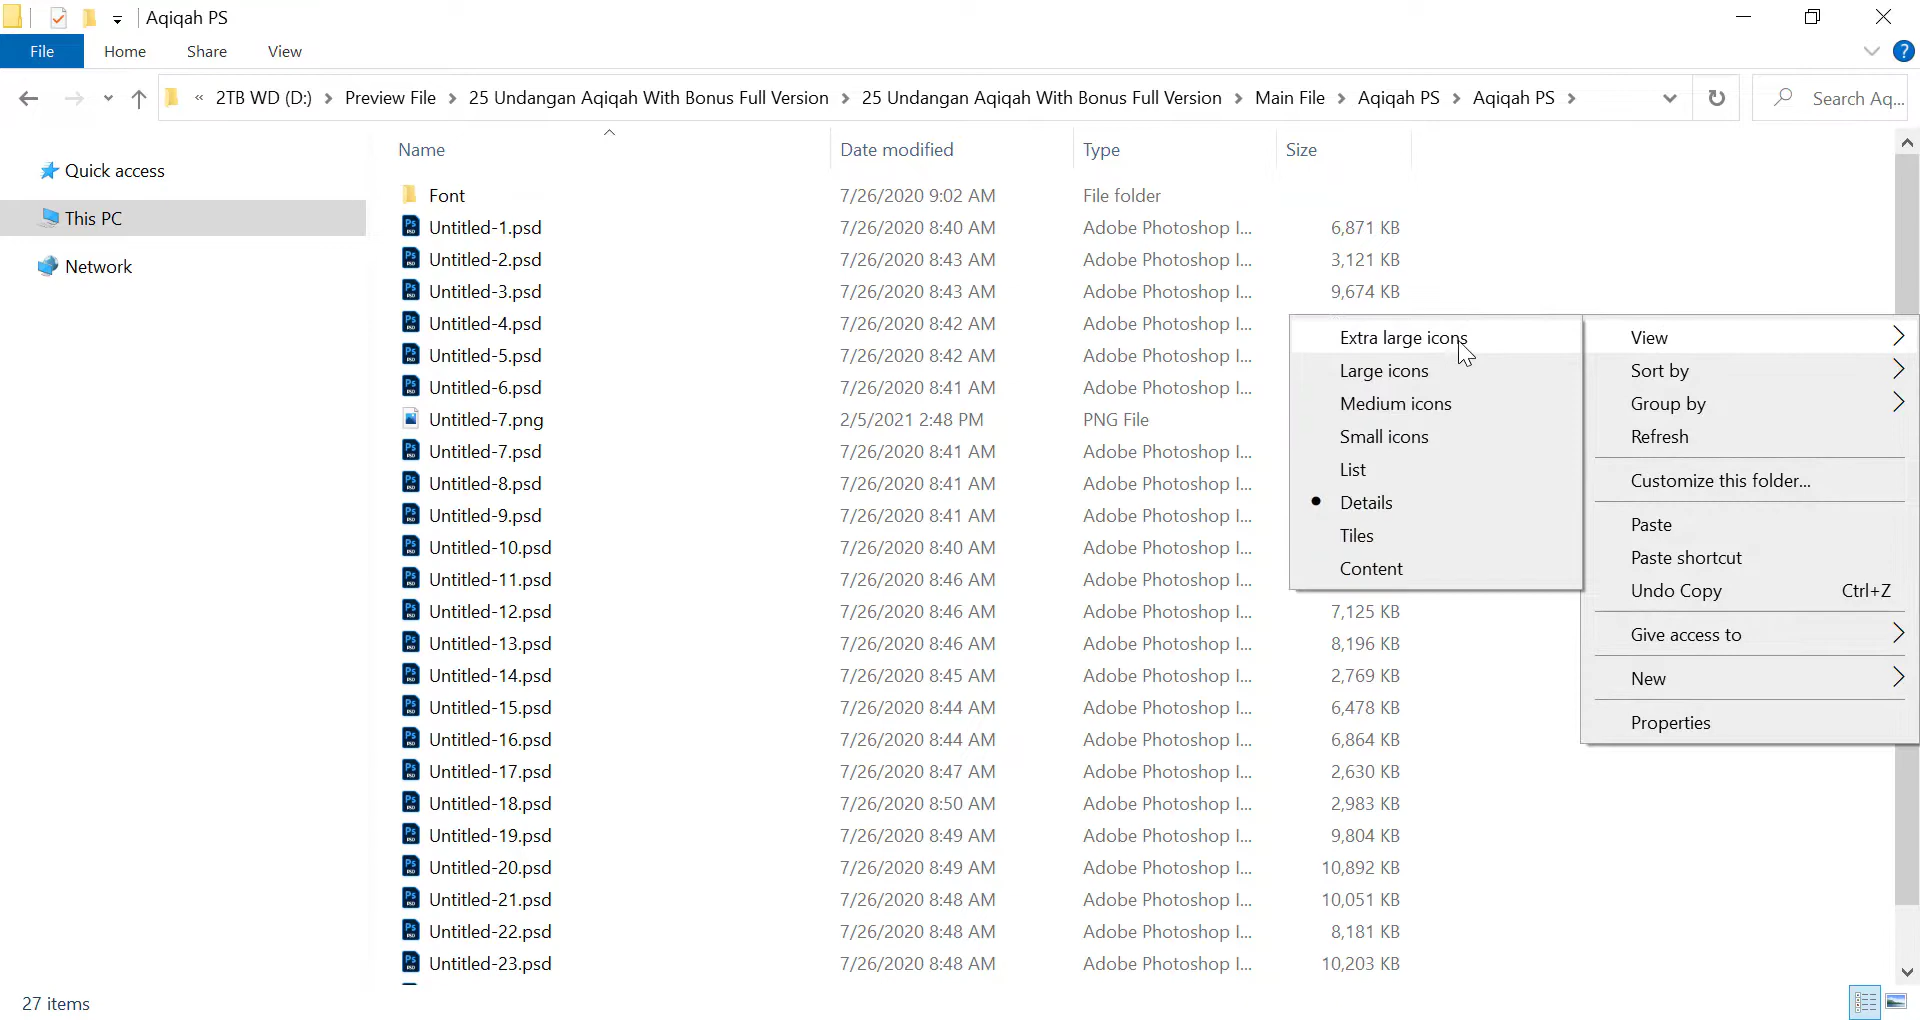 Aqiqah PS
File Home Share View
« 2TB WD (D:) Preview File 25 Undangan Aqiqah With Bonus Full Version 25 Undangan Aqiqah With Bonus Full Version Main File Aqiqah PS Aqiqah PS Search Aq...
Quick access
This PC
Network
Name Date modified Type Size
Font 7/26/2020 9:02 AM File folder
Untitled-1.psd 7/26/2020 8:40 AM Adobe Photoshop I... 6,871 KB
Untitled-2.psd 7/26/2020 8:43 AM Adobe Photoshop I... 3,121 KB
Untitled-3.psd 7/26/2020 8:43 AM Adobe Photoshop I... 9,674 KB
Untitled-4.psd 7/26/2020 8:42 AM Adobe Photoshop I...
Untitled-5.psd 7/26/2020 8:42 AM Adobe Photoshop I...
Untitled-6.psd 7/26/2020 8:41 AM Adobe Photoshop I...
Untitled-7.png 2/5/2021 2:48 PM PNG File
Untitled-7.psd 7/26/2020 8:41 AM Adobe Photoshop I...
Untitled-8.psd 7/26/2020 8:41 AM Adobe Photoshop I...
Untitled-9.psd 7/26/2020 8:41 AM Adobe Photoshop I...
Untitled-10.psd 7/26/2020 8:40 AM Adobe Photoshop I...
Untitled-11.psd 7/26/2020 8:46 AM Adobe Photoshop I...
Untitled-12.psd 7/26/2020 8:46 AM Adobe Photoshop I... 7,125 KB
Untitled-13.psd 7/26/2020 8:46 AM Adobe Photoshop I... 8,196 KB
Untitled-14.psd 7/26/2020 8:45 AM Adobe Photoshop I... 2,769 KB
Untitled-15.psd 7/26/2020 8:44 AM Adobe Photoshop I... 6,478 KB
Untitled-16.psd 7/26/2020 8:44 AM Adobe Photoshop I... 6,864 KB
Untitled-17.psd 7/26/2020 8:47 AM Adobe Photoshop I... 2,630 KB
Untitled-18.psd 7/26/2020 8:50 AM Adobe Photoshop I... 2,983 KB
Untitled-19.psd 7/26/2020 8:49 AM Adobe Photoshop I... 9,804 KB
Untitled-20.psd 7/26/2020 8:49 AM Adobe Photoshop I... 10,892 KB
Untitled-21.psd 7/26/2020 8:48 AM Adobe Photoshop I... 10,051 KB
Untitled-22.psd 7/26/2020 8:48 AM Adobe Photoshop I... 8,181 KB
Untitled-23.psd 7/26/2020 8:48 AM Adobe Photoshop I... 10,203 KB
Extra large icons
Large icons
Medium icons
Small icons
List
Details
Tiles
Content
View
Sort by
Group by
Refresh
Customize this folder...
Paste
Paste shortcut
Undo Copy Ctrl+Z
Give access to
New
Properties
27 items